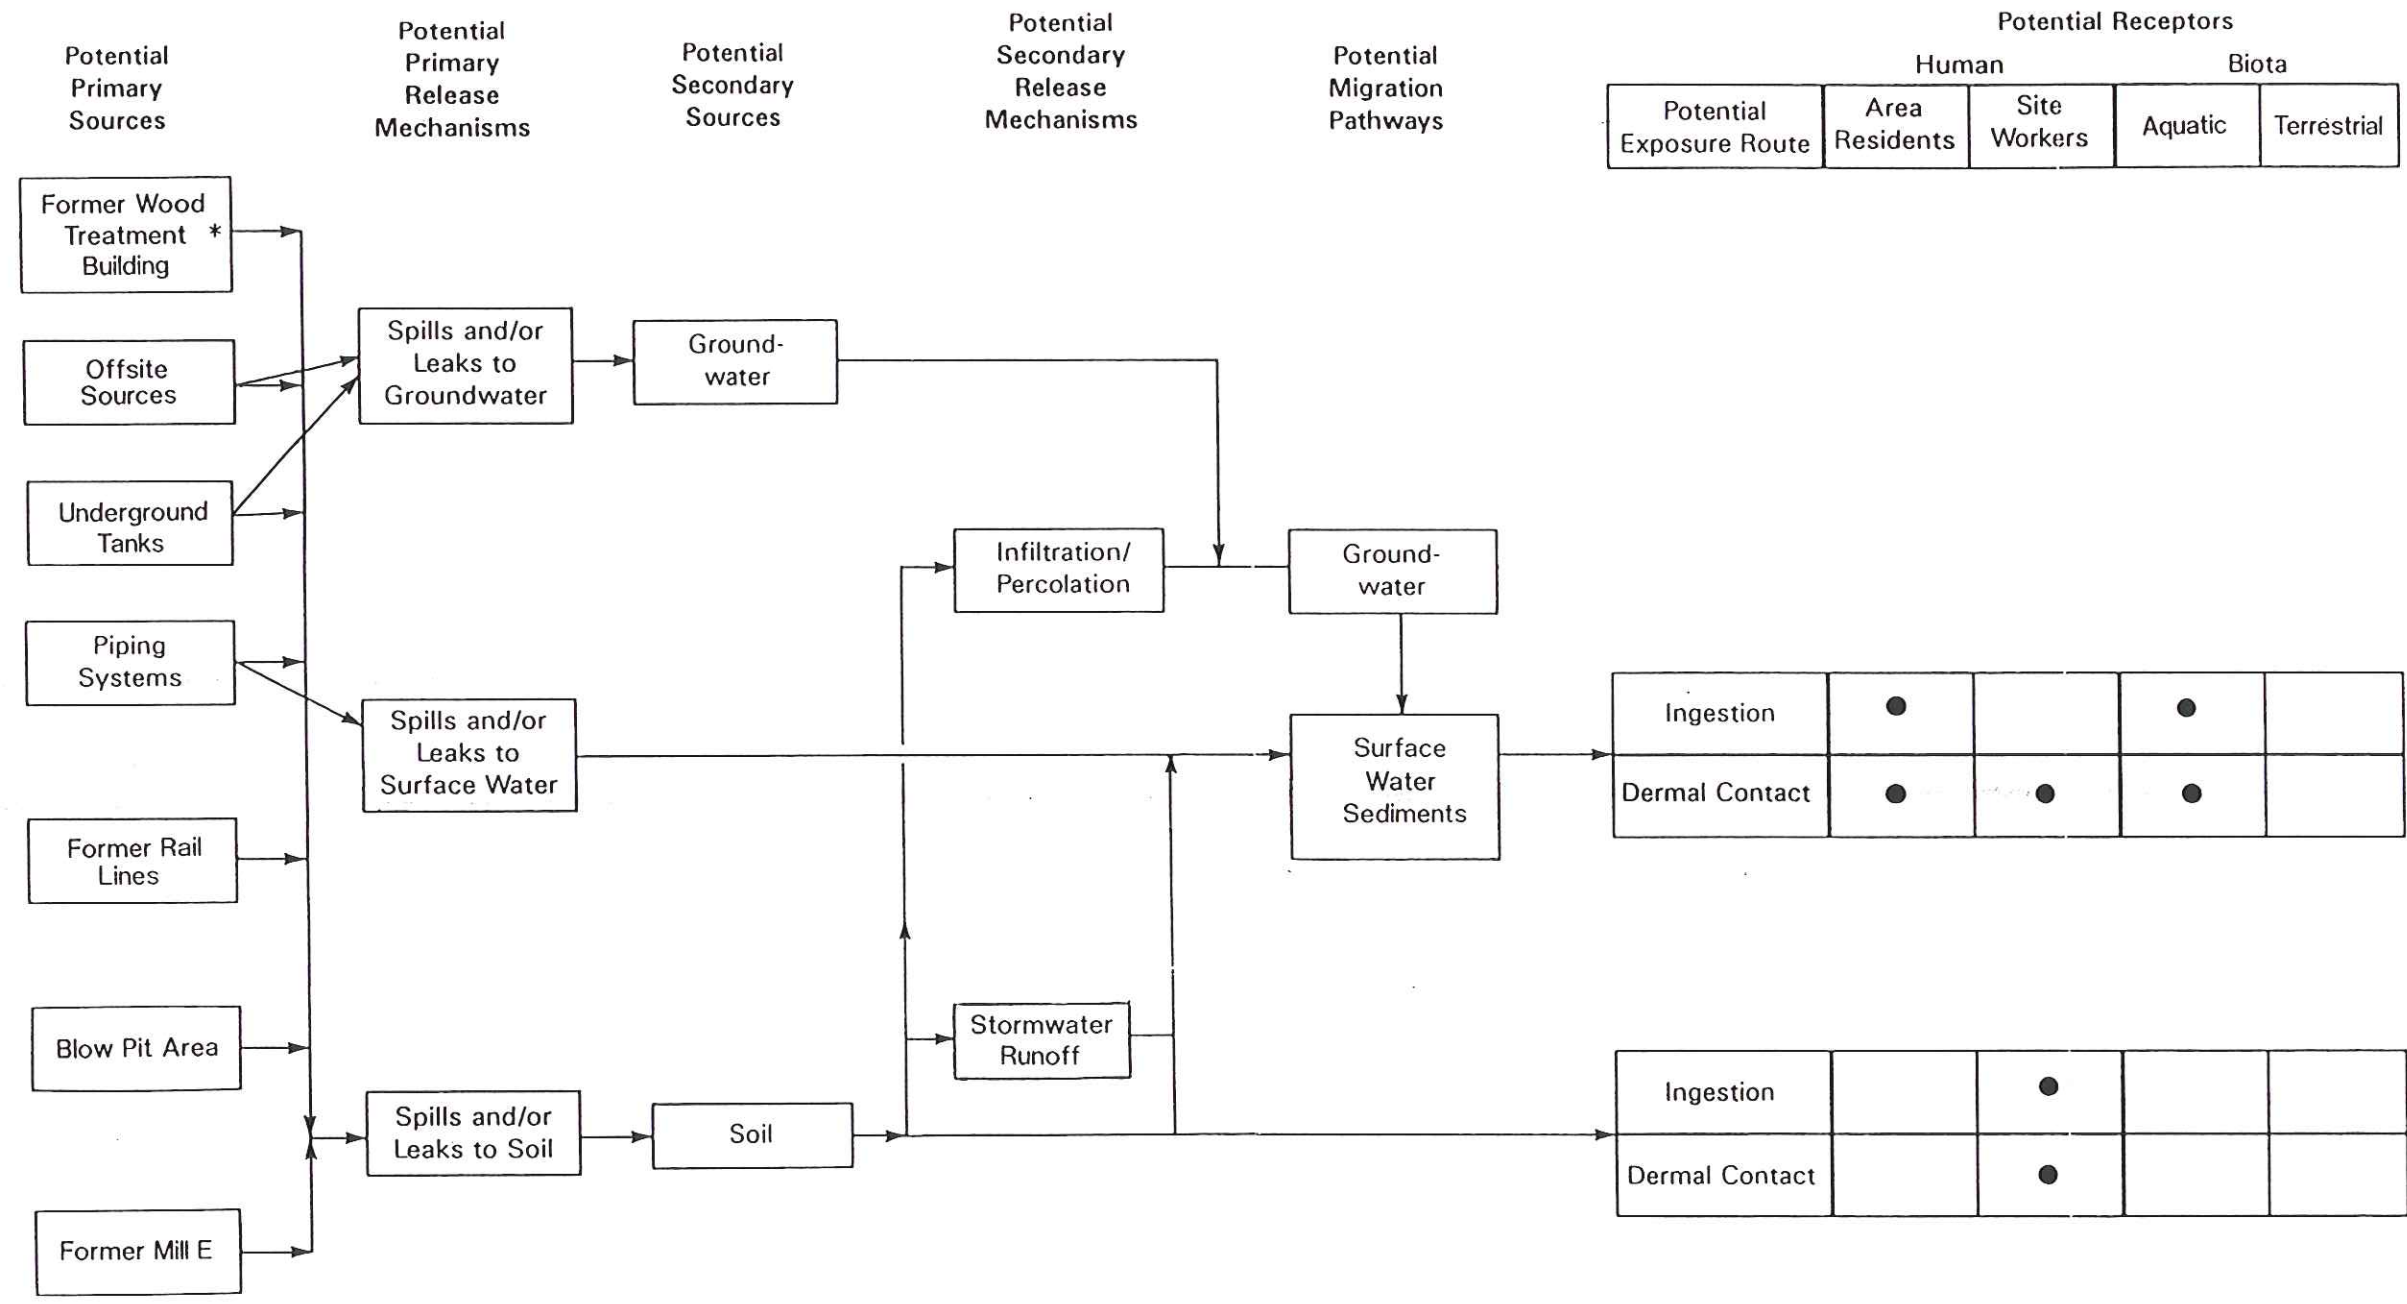 Potential
Primary
Sources
Potential
Primary
Release
Mechanisms
Potential
Secondary
Sources
Potential
Secondary
Release
Mechanisms
Potential
Migration
Pathways
Potential Receptors
Human
Biota
Potential
Exposure Route
Area
Residents
Site
Workers
Aquatic
Terrestrial
Former Wood
Treatment *
Building
Offsite
Sources
Underground
Tanks
Piping
Systems
Former Rail
Lines
Blow Pit Area
Former Mill E
Spills and/or
Leaks to
Groundwater
Spills and/or
Leaks to
Surface Water
Spills and/or
Leaks to Soil
Ground-
water
Soil
Infiltration/
Percolation
Stormwater
Runoff
Ground-
water
Surface
Water
Sediments
Ingestion
Dermal Contact
Ingestion
Dermal Contact